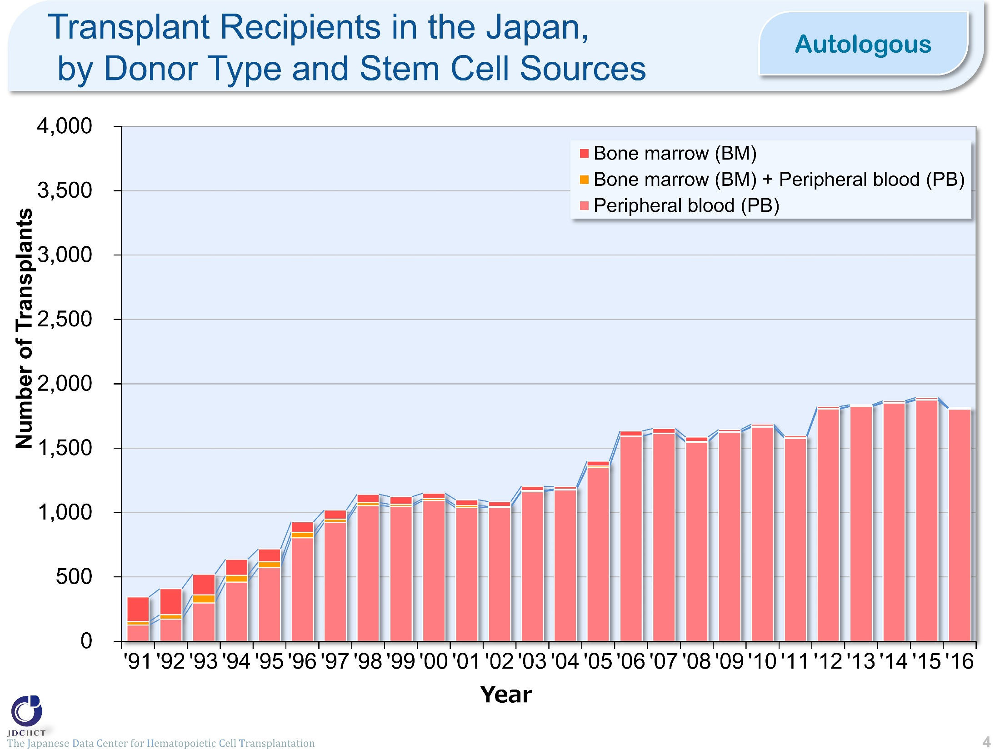 Transplant Recipients in the Japan,
by Donor Type and Stem Cell Sources
Autologous
Number of Transplants
4,000
3,500
3,000
2,500
2,000
1,500
1,000
500
0
Bone marrow (BM)
Bone marrow (BM) + Peripheral blood (PB)
Peripheral blood (PB)
'91 '92 '93 '94 '95 '96 '97 '98 '99 '00 '01 '02 '03 '04 '05 '06 '07 '08 '09 '10 '11 '12 '13 '14 '15 '16
Year
JDCHCT
The Japanese Data Center for Hematopoietic Cell Transplantation
4